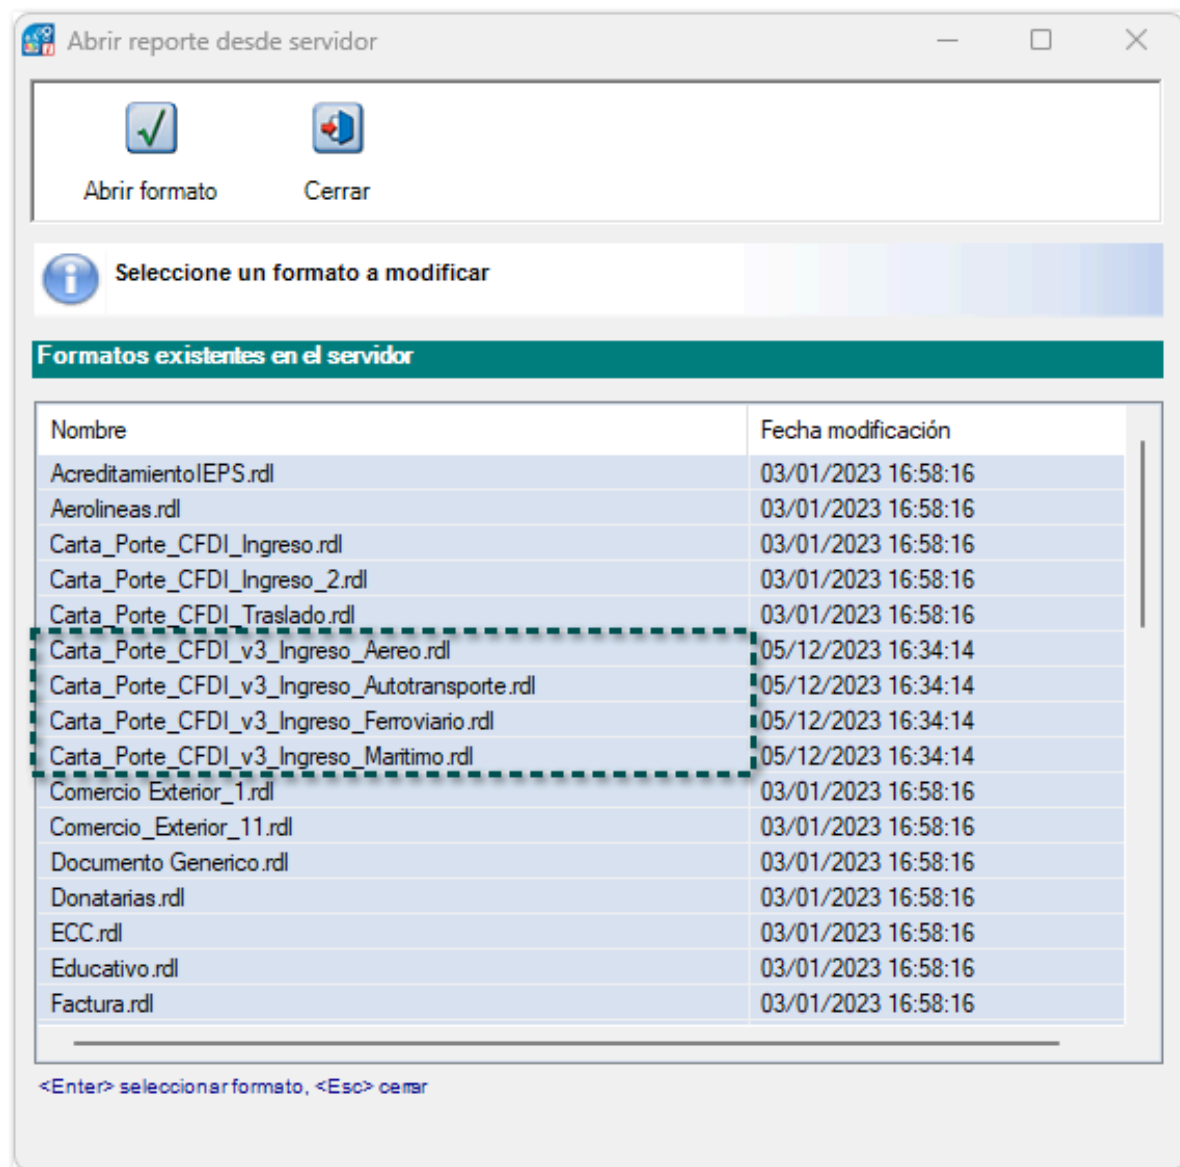 Abrir reporte desde servidor
Abrir formato Cerrar
Seleccione un formato a modificar
Formatos existentes en el servidor
Nombre Fecha modificación
AcreditamientoIEPS.rdl 03/01/2023 16:58:16
Aerolineas.rdl 03/01/2023 16:58:16
Carta_Porte_CFDI_Ingreso.rdl 03/01/2023 16:58:16
Carta_Porte_CFDI_Ingreso_2.rdl 03/01/2023 16:58:16
Carta_Porte_CFDI_Traslado.rdl 03/01/2023 16:58:16
Carta_Porte_CFDI_v3_Ingreso_Aereo.rdl 05/12/2023 16:34:14
Carta_Porte_CFDI_v3_Ingreso_Autotransporte.rdl 05/12/2023 16:34:14
Carta_Porte_CFDI_v3_Ingreso_Ferroviario.rdl 05/12/2023 16:34:14
Carta_Porte_CFDI_v3_Ingreso_Maritimo.rdl 05/12/2023 16:34:14
Comercio Exterior_1.rdl 03/01/2023 16:58:16
Comercio_Exterior_11.rdl 03/01/2023 16:58:16
Documento Generico.rdl 03/01/2023 16:58:16
Donatarias.rdl 03/01/2023 16:58:16
ECC.rdl 03/01/2023 16:58:16
Educativo.rdl 03/01/2023 16:58:16
Factura.rdl 03/01/2023 16:58:16
<Enter> seleccionar formato, <Esc> cerrar